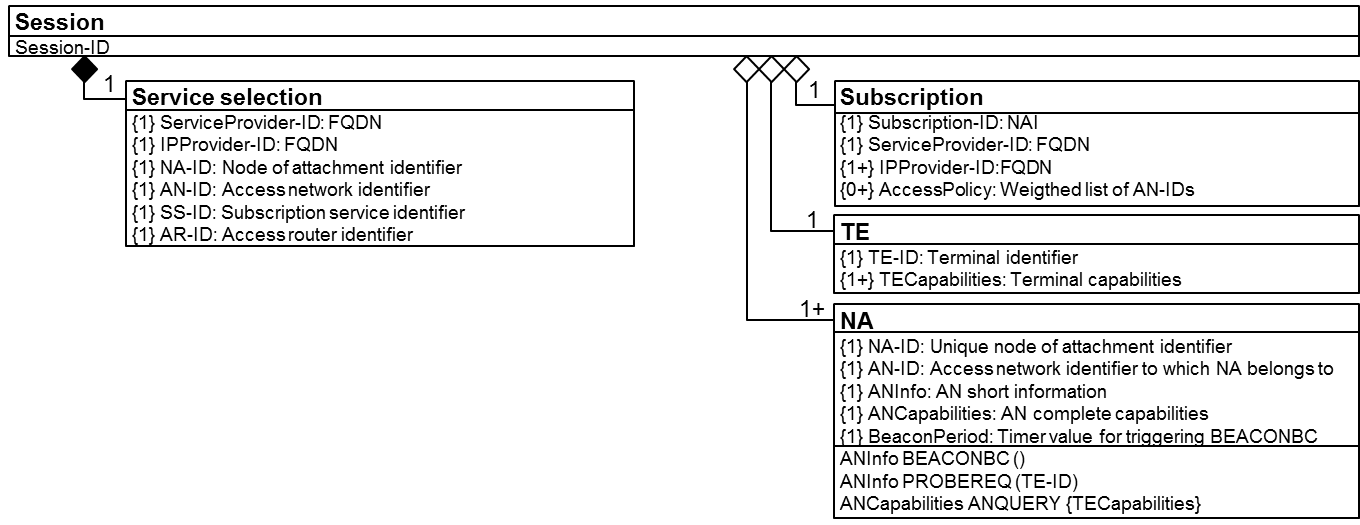 Session
Session-ID
1
Service selection
{1} ServiceProvider-ID: FQDN
{1} IPProvider-ID: FQDN
{1} NA-ID: Node of attachment identifier
{1} AN-ID: Access network identifier
{1} SS-ID: Subscription service identifier
{1} AR-ID: Access router identifier
1
Subscription
{1} Subscription-ID: NAI
{1} ServiceProvider-ID: FQDN
{1+} IPProvider-ID:FQDN
{0+} AccessPolicy: Weigthed list of AN-IDs
1
TE
{1} TE-ID: Terminal identifier
{1+} TECapabilities: Terminal capabilities
1+
NA
{1} NA-ID: Unique node of attachment identifier
{1} AN-ID: Access network identifier to which NA belongs to
{1} ANInfo: AN short information
{1} ANCapabilities: AN complete capabilities
{1} BeaconPeriod: Timer value for triggering BEACONBC
ANInfo BEACONBC ()
ANInfo PROBEREQ (TE-ID)
ANCapabilities ANQUERY {TECapabilities}